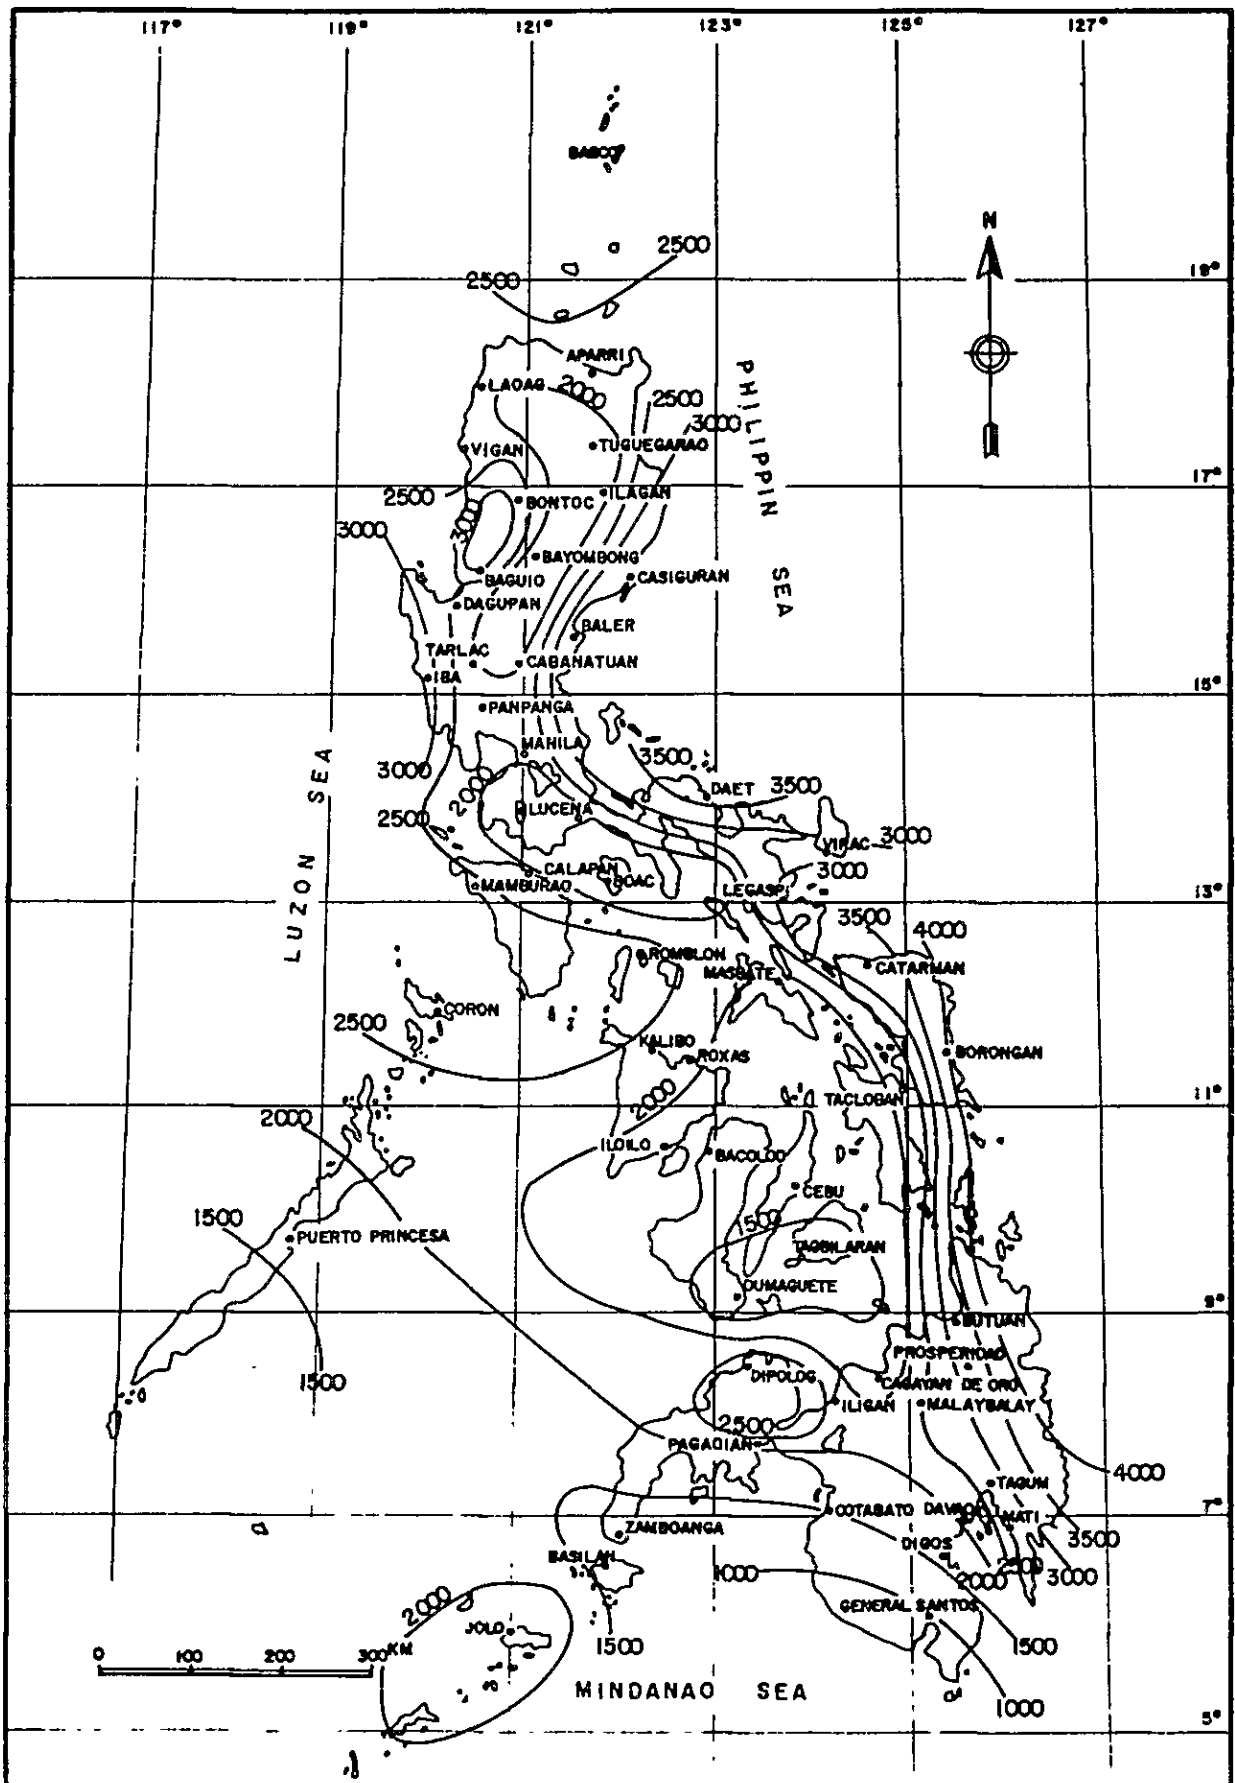 117° 119° 121° 123° 125° 127°
BASCO
N
2500
2500
19°
APARRI
LAOAG
2000
2500
3000
PHILIPPIN SEA
VIGAN
TUGUEGARAO
17°
2500
BONTOC
ILAGAN
3000
3000
BAYOMBONG
BAGUIO
CASIGURAN
DAGUPAN
BALER
TARLAC
CABANATUAN
IBA
15°
PANPANGA
MAHILA
3500
LUZON SEA
3000
2000
DAET
3500
2500
LUCENA
VIRAC
3000
CALAPAN
3000
MAMBURAO
BOAC
LEGASPI
13°
3500
4000
ROMBLON
MASBATE
CATARMAN
CORON
2500
KALIBO
ROXAS
BORONGAN
2000
TACLOBAN
11°
2000
ILOILO
BACOLOD
CEBU
1500
1500
PUERTO PRINCESA
TAGBILARAN
DUMAGUETE
9°
BUTUAN
PROSPERIDAD
DIPOLOG
CAGAYAN DE ORO
1500
ILIGAN
MALAYBALAY
2500
PAGADIAN
4000
TAGUM
COTABATO
DAVAO
MATI
7°
ZAMBOANGA
DIGOS
3500
BASILAN
1000
2000
2500
3000
2000
GENERAL SANTOS
JOLO
1500
1500
0 100 200 300 KM
MINDANAO SEA
1000
5°